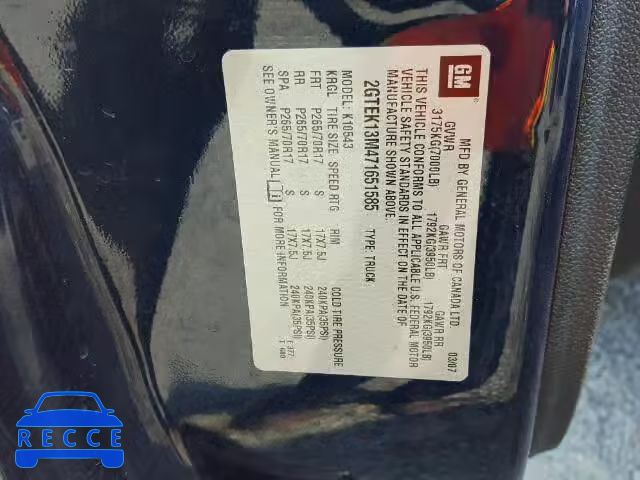 GM
MFD BY GENERAL MOTORS OF CANADA LTD.
03/07
GVWR GAWR FRT GAWR RR
3175KG(7000LB) 1792KG(3950LB) 1792KG(3950LB)
THIS VEHICLE CONFORMS TO ALL APPLICABLE U.S. FEDERAL MOTOR
VEHICLE SAFETY STANDARDS IN EFFECT ON THE DATE OF
MANUFACTURE SHOWN ABOVE.
2GTEK13M471651585 TYPE: TRUCK
MODEL: K10543
KRGL TIRE SIZE SPEED RTG RIM COLD TIRE PRESSURE
FRT P265/70R17 S 17X7.5J 240KPA(35PSI)
RR P265/70R17 S 17X7.5J 240KPA(35PSI)
SPA P265/70R17 S 17X7.5J 240KPA(35PSI)
SEE OWNER'S MANUAL i FOR MORE INFORMATION
RECCE